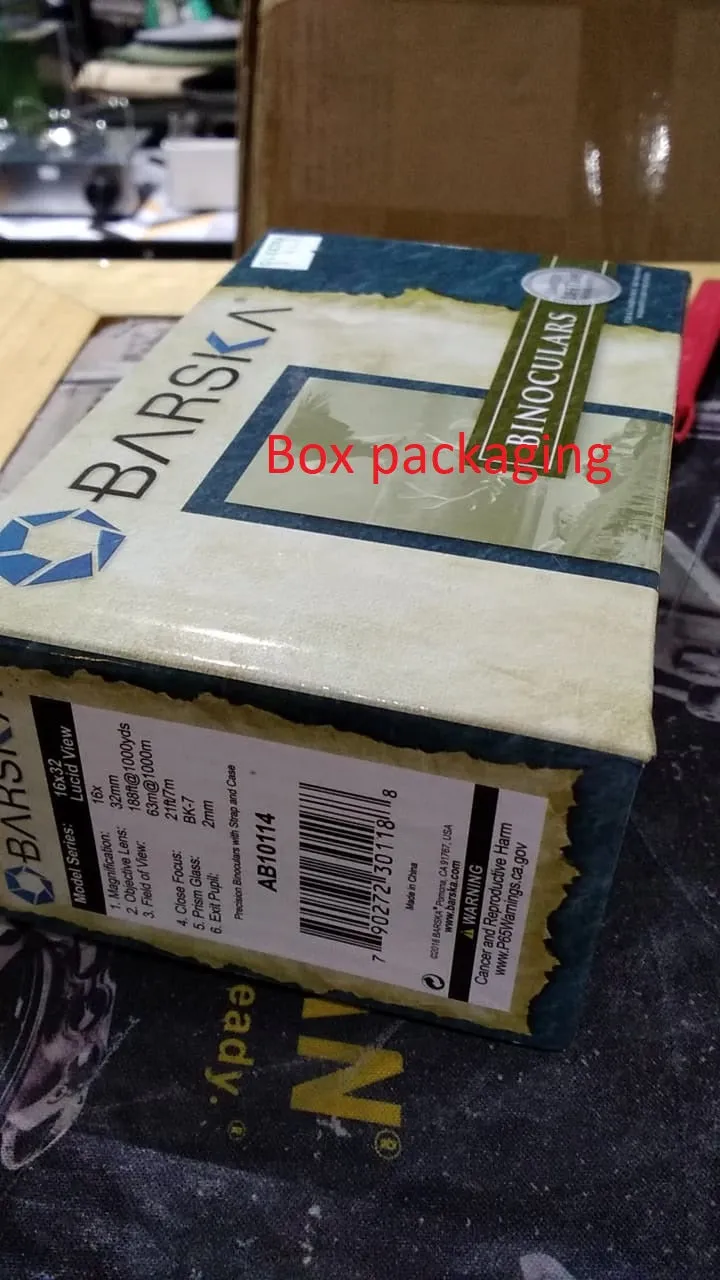 BARSKA
BINOCULARS
Box packaging
BARSKA
Model Series: 16x32
Lucid View
1. Magnification: 16x
2. Objective Lens: 32mm
3. Field of View: 188ft@1000yds
63m@1000m
4. Close Focus: 21ft/7m
5. Prism Glass: BK-7
6. Exit Pupil: 2mm
Precision Binoculars with Strap and Case
AB10114
7 90272 30118 8
Made in China
©2018 BARSKA® Pomona, CA 91767, USA
www.barska.com
⚠WARNING
Cancer and Reproductive Harm
www.P65Warnings.ca.gov
AN®
eady.®